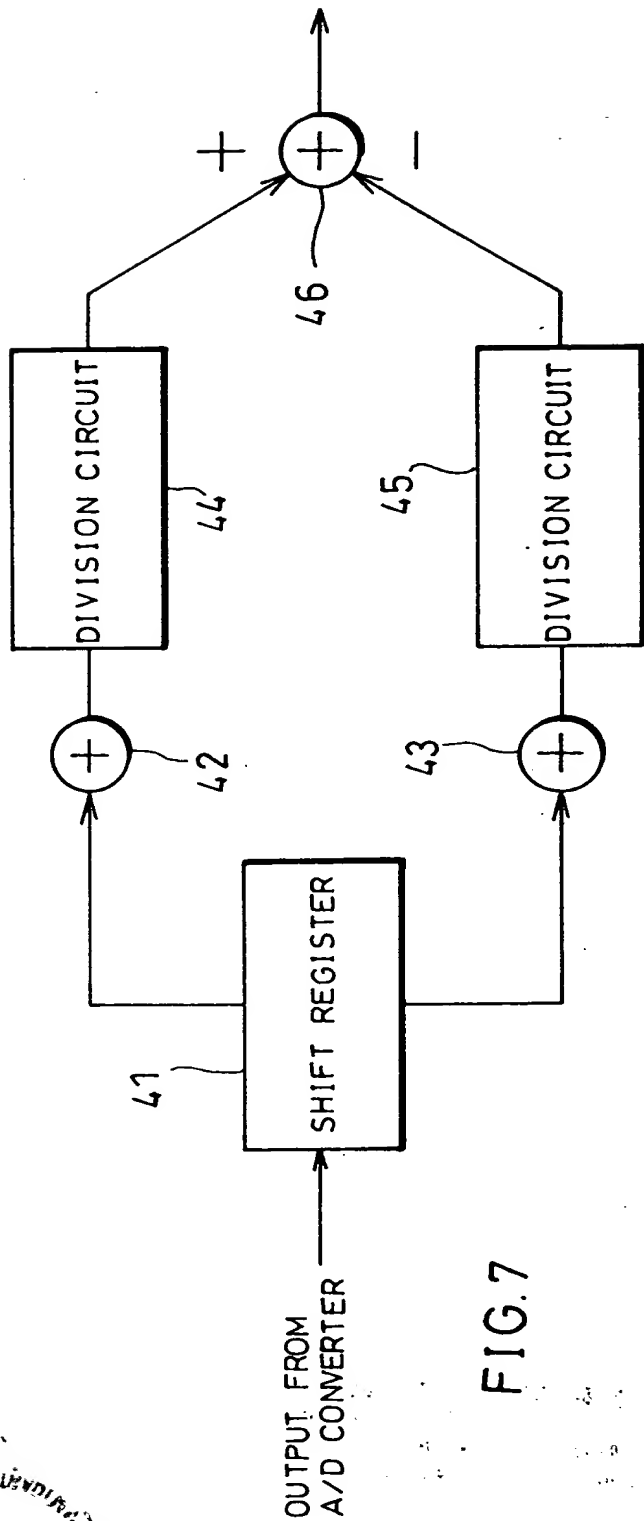 OUTPUT FROM
A/D CONVERTER
41
SHIFT REGISTER
+
42
+
43
DIVISION CIRCUIT
44
45
DIVISION CIRCUIT
+
+
46
−
FIG. 7